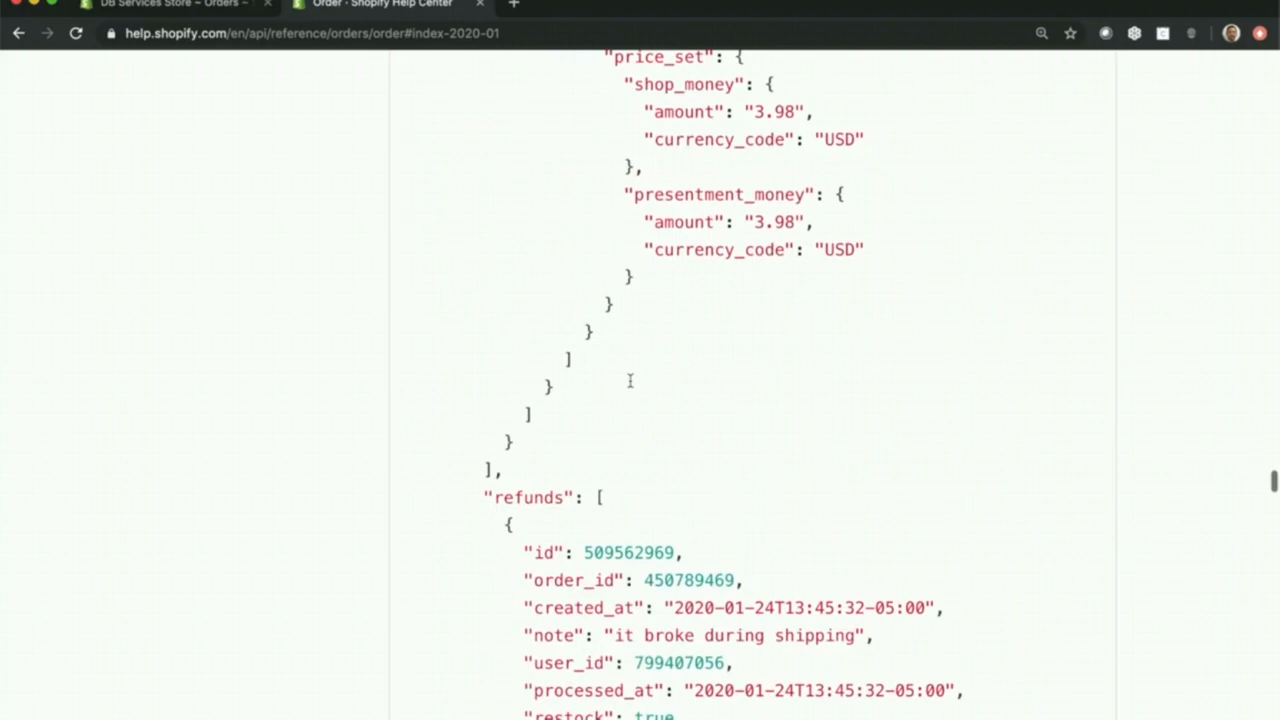 DB Services Store ~ Orders ~
Order · Shopify Help Center
help.shopify.com/en/api/reference/orders/order#index-2020-01
"price_set": {
"shop_money": {
"amount": "3.98",
"currency_code": "USD"
},
"presentment_money": {
"amount": "3.98",
"currency_code": "USD"
}
}
}
]
}
]
}
],
"refunds": [
{
"id": 509562969,
"order_id": 450789469,
"created_at": "2020-01-24T13:45:32-05:00",
"note": "it broke during shipping",
"user_id": 799407056,
"processed_at": "2020-01-24T13:45:32-05:00",
"restock": true,